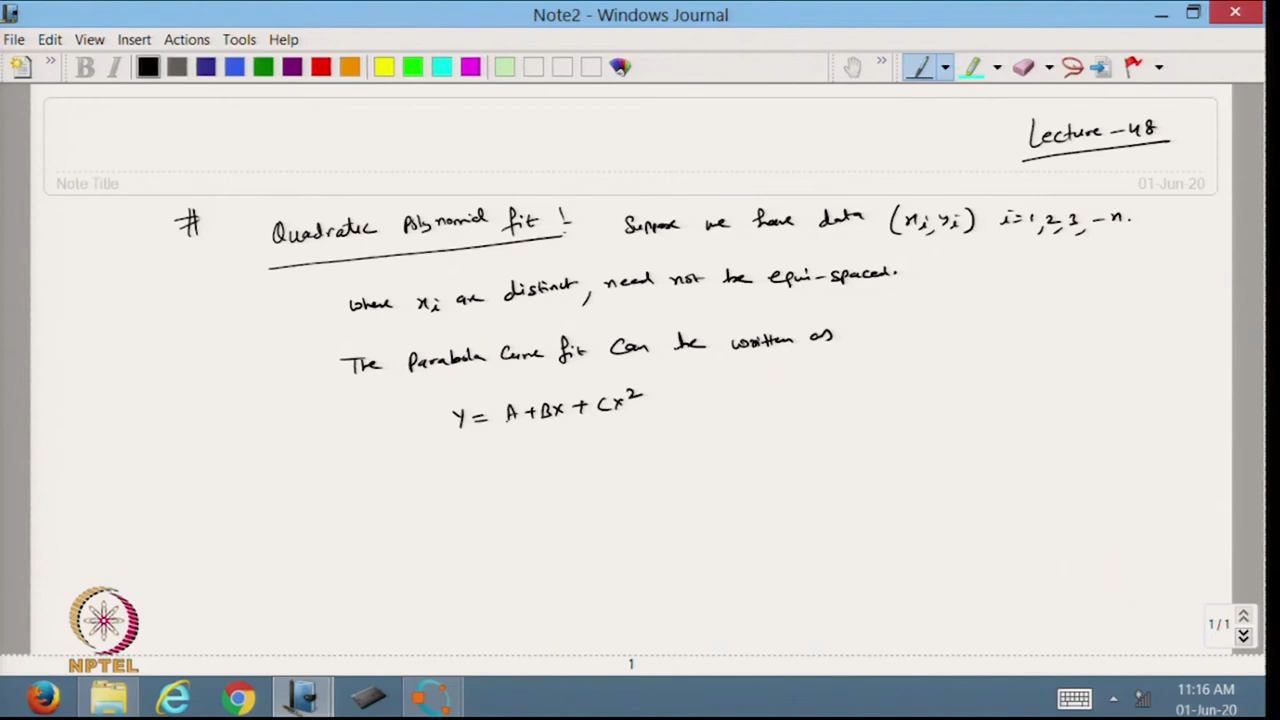 Note2 - Windows Journal
File Edit View Insert Actions Tools Help
Lecture - 48
Note Title
01-Jun-20
# Quadratic Polynomial fit! Suppose we have data (xi, yi) i=1,2,3, - n.
where xi are distinct, need not be equi-spaced.
The Parabola Curve fit can be written as
Y = A + Bx + Cx²
1/1
NPTEL
1
11:16 AM
01-Jun-20